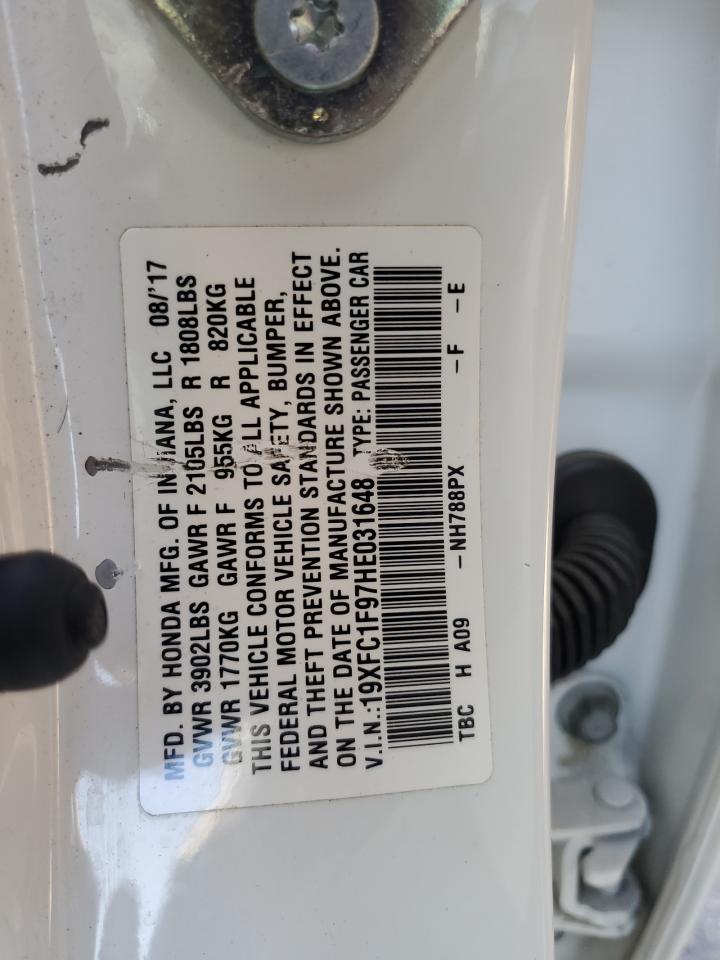 MFD. BY HONDA MFG. OF INDIANA, LLC 08/'17
GVWR 3902LBS GAWR F 2105LBS R 1808LBS
GVWR 1770KG GAWR F 955KG R 820KG
THIS VEHICLE CONFORMS TO ALL APPLICABLE
FEDERAL MOTOR VEHICLE SAFETY, BUMPER,
AND THEFT PREVENTION STANDARDS IN EFFECT
ON THE DATE OF MANUFACTURE SHOWN ABOVE.
V.I.N.:19XFC1F97HE031648 TYPE: PASSENGER CAR
TBC H A09 -NH788PX -F -E